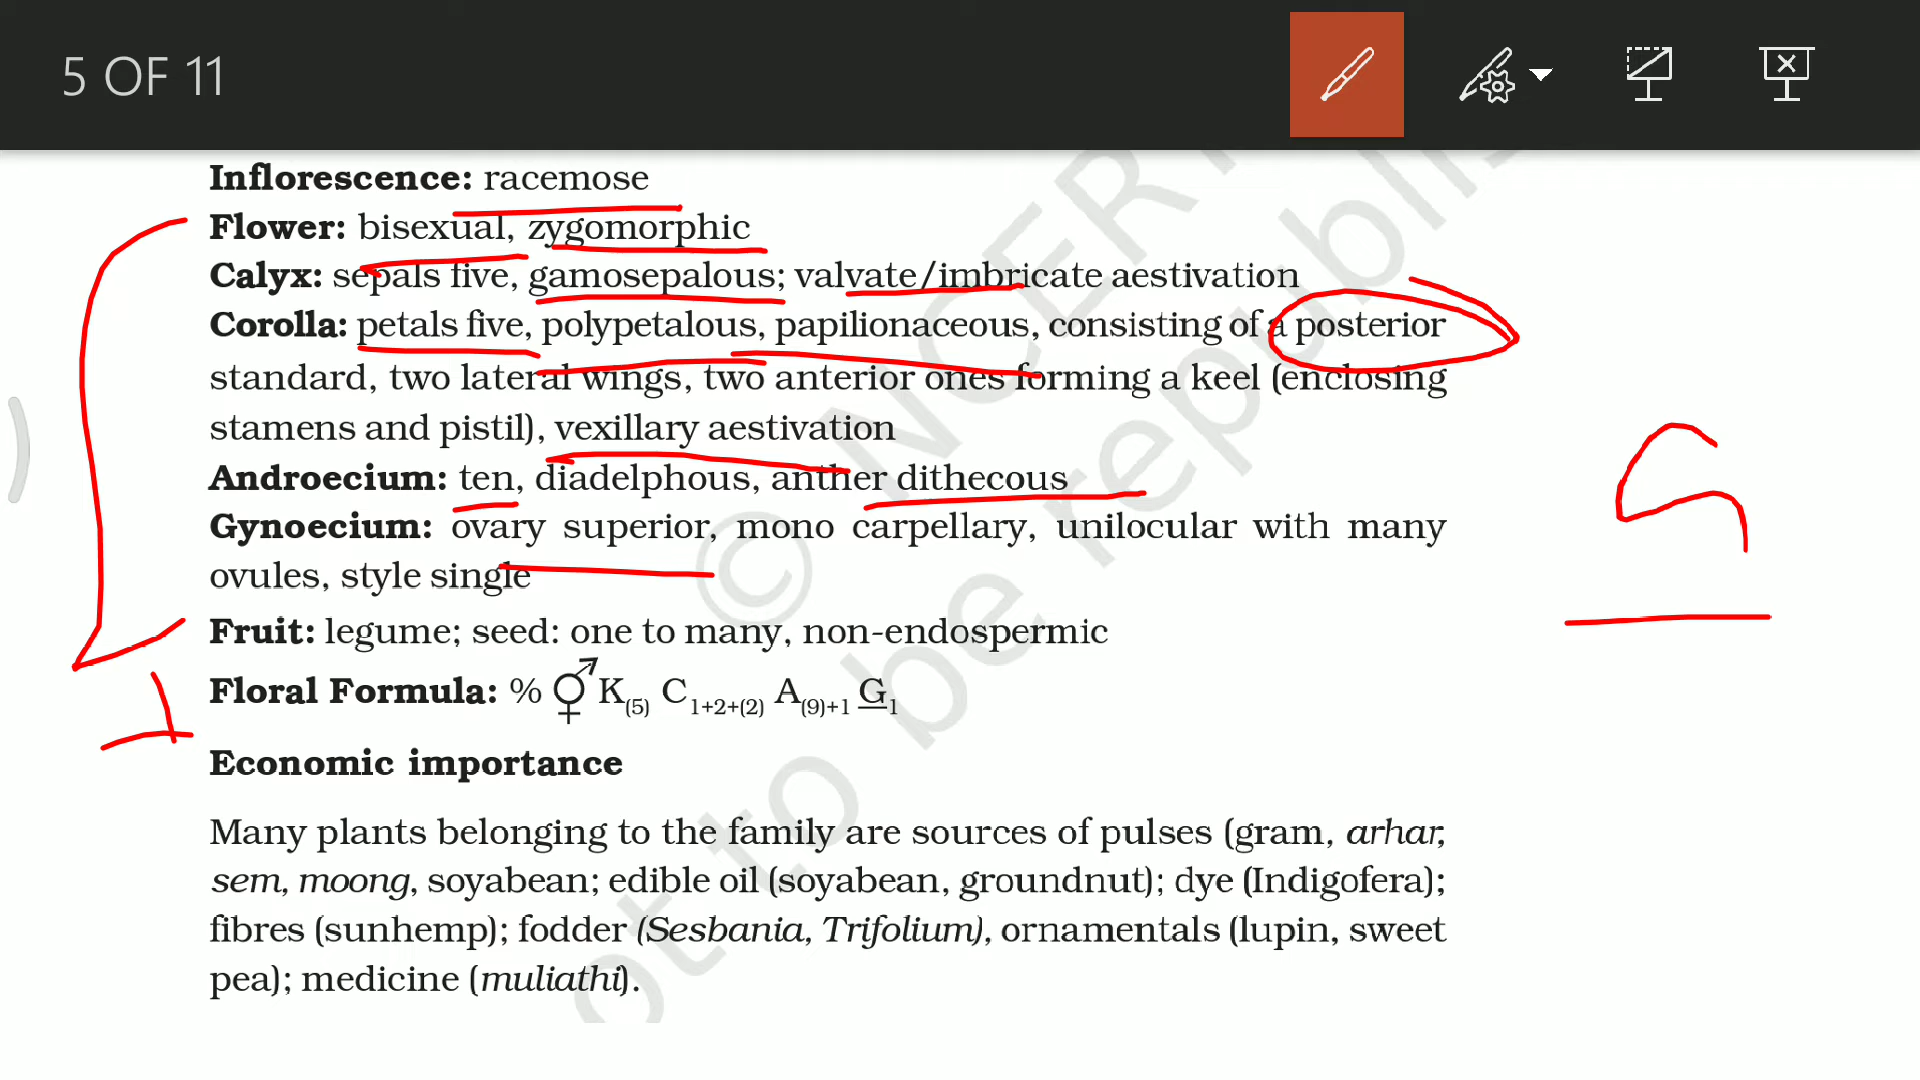 5 OF 11
Inflorescence: racemose
Flower: bisexual, zygomorphic
Calyx: sepals five, gamosepalous; valvate/imbricate aestivation
Corolla: petals five, polypetalous, papilionaceous, consisting of a posterior
standard, two lateral wings, two anterior ones forming a keel (enclosing
stamens and pistil), vexillary aestivation
Androecium: ten, diadelphous, anther dithecous
Gynoecium: ovary superior, mono carpellary, unilocular with many
ovules, style single
Fruit: legume; seed: one to many, non-endospermic
Floral Formula: % ⚥ K(5) C1+2+(2) A(9)+1 G1
Economic importance
Many plants belonging to the family are sources of pulses (gram, arhar,
sem, moong, soyabean; edible oil (soyabean, groundnut); dye (Indigofera);
fibres (sunhemp); fodder (Sesbania, Trifolium), ornamentals (lupin, sweet
pea); medicine (muliathi).
© NCER
ot to be republis